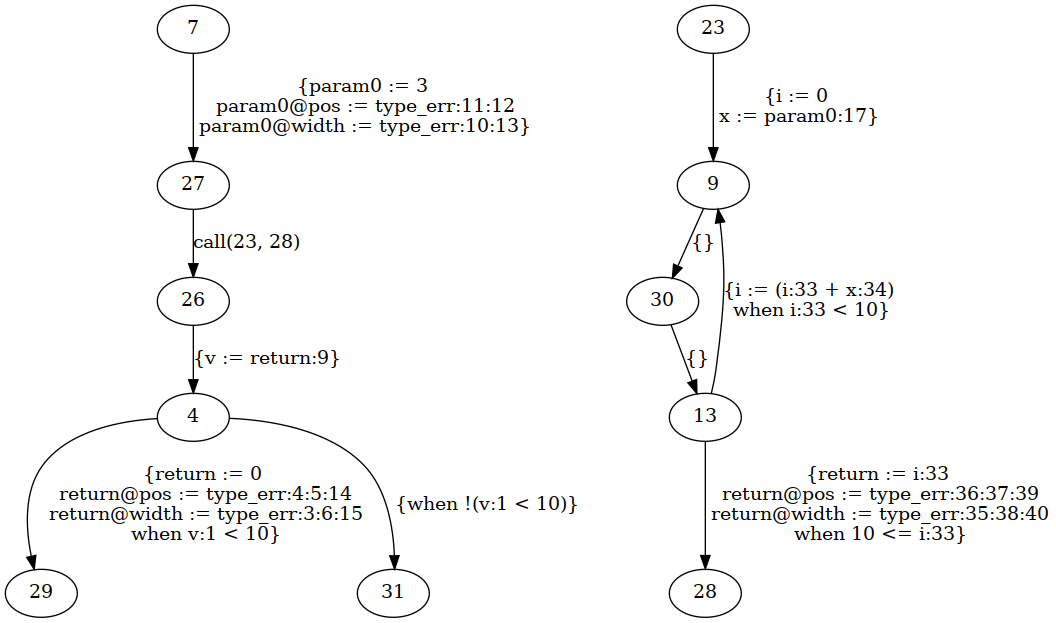 7
23
{param0 := 3
param0@pos := type_err:11:12
param0@width := type_err:10:13}
{i := 0
x := param0:17}
27
9
call(23, 28)
{}
26
30
{i := (i:33 + x:34)
when i:33 < 10}
{v := return:9}
{}
4
13
{return := 0
return@pos := type_err:4:5:14
return@width := type_err:3:6:15
when v:1 < 10}
{when !(v:1 < 10)}
{return := i:33
return@pos := type_err:36:37:39
return@width := type_err:35:38:40
when 10 <= i:33}
29
31
28